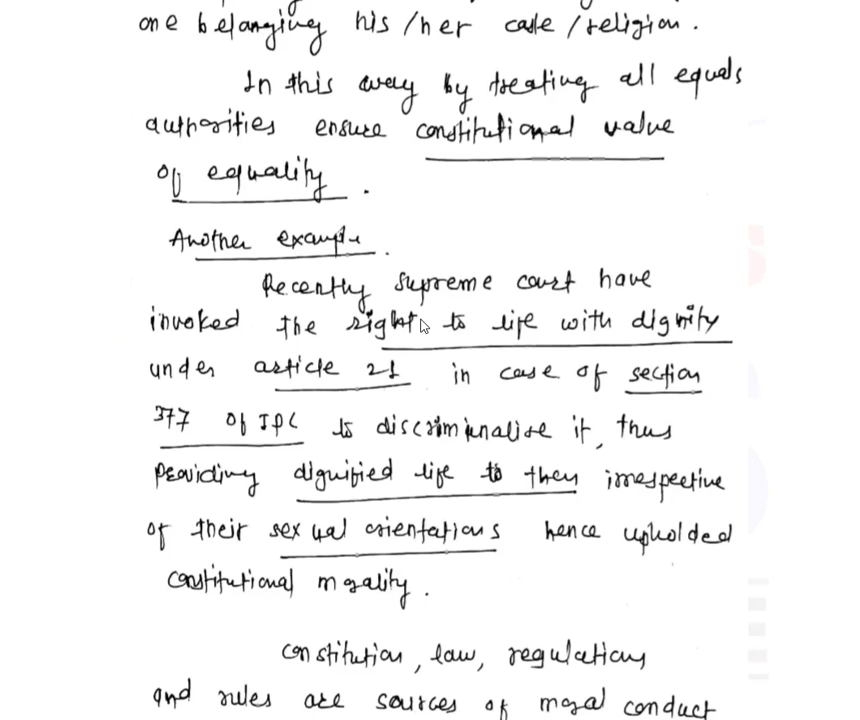 one belanging his/her caste/religion.
In this way by treating all equals
authorities ensure constitutional value
of equality.
Another example.
Recently supreme court have
invoked the right to life with dignity
under article 21 in case of section
377 of IPC to discriminalise it, thus
Providing dignified life to them irrespective
of their sexual orientations hence upholded
constitutional morality.
constitution, law, regulations
and rules are sources of moral conduct